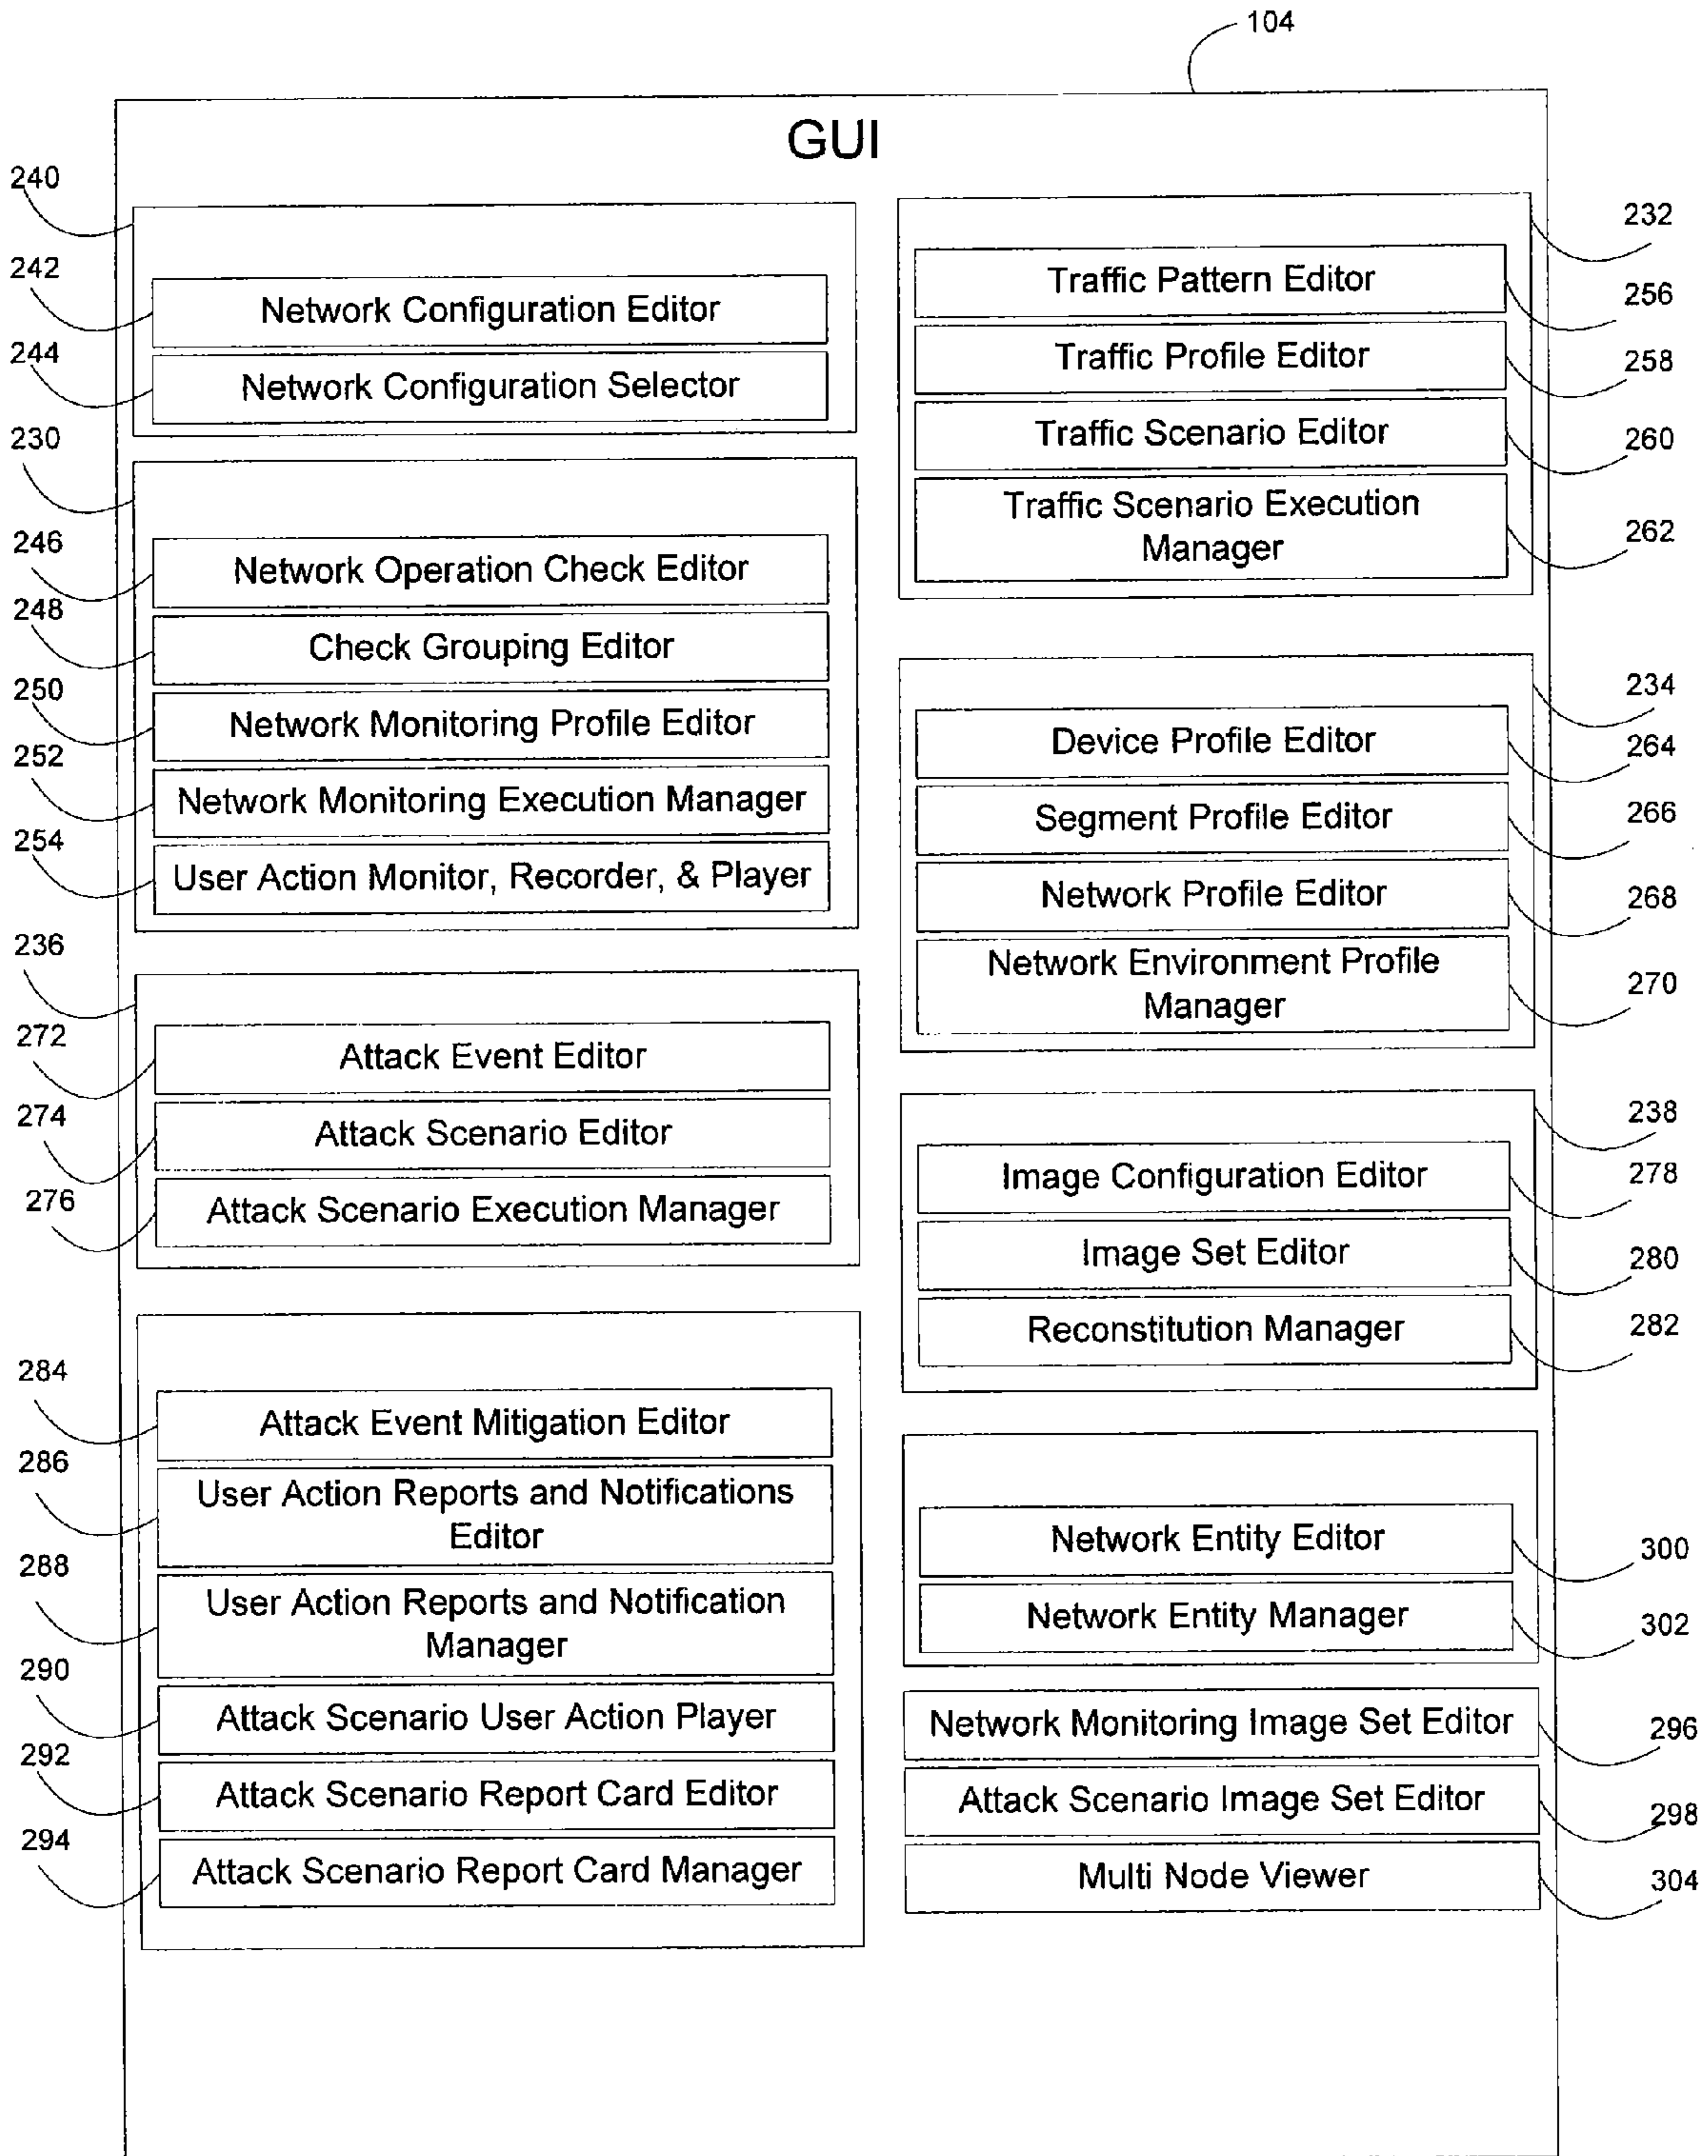 104
GUI
240
242
Network Configuration Editor
244
Network Configuration Selector
230
246
Network Operation Check Editor
248
Check Grouping Editor
250
Network Monitoring Profile Editor
252
Network Monitoring Execution Manager
254
User Action Monitor, Recorder, & Player
236
272
Attack Event Editor
274
Attack Scenario Editor
276
Attack Scenario Execution Manager
284
Attack Event Mitigation Editor
286
User Action Reports and Notifications
Editor
288
User Action Reports and Notification
Manager
290
Attack Scenario User Action Player
292
Attack Scenario Report Card Editor
294
Attack Scenario Report Card Manager
232
Traffic Pattern Editor
256
Traffic Profile Editor
258
Traffic Scenario Editor
260
Traffic Scenario Execution
Manager
262
234
Device Profile Editor
264
Segment Profile Editor
266
Network Profile Editor
268
Network Environment Profile
Manager
270
238
Image Configuration Editor
278
Image Set Editor
280
Reconstitution Manager
282
Network Entity Editor
300
Network Entity Manager
302
Network Monitoring Image Set Editor
296
Attack Scenario Image Set Editor
298
Multi Node Viewer
304